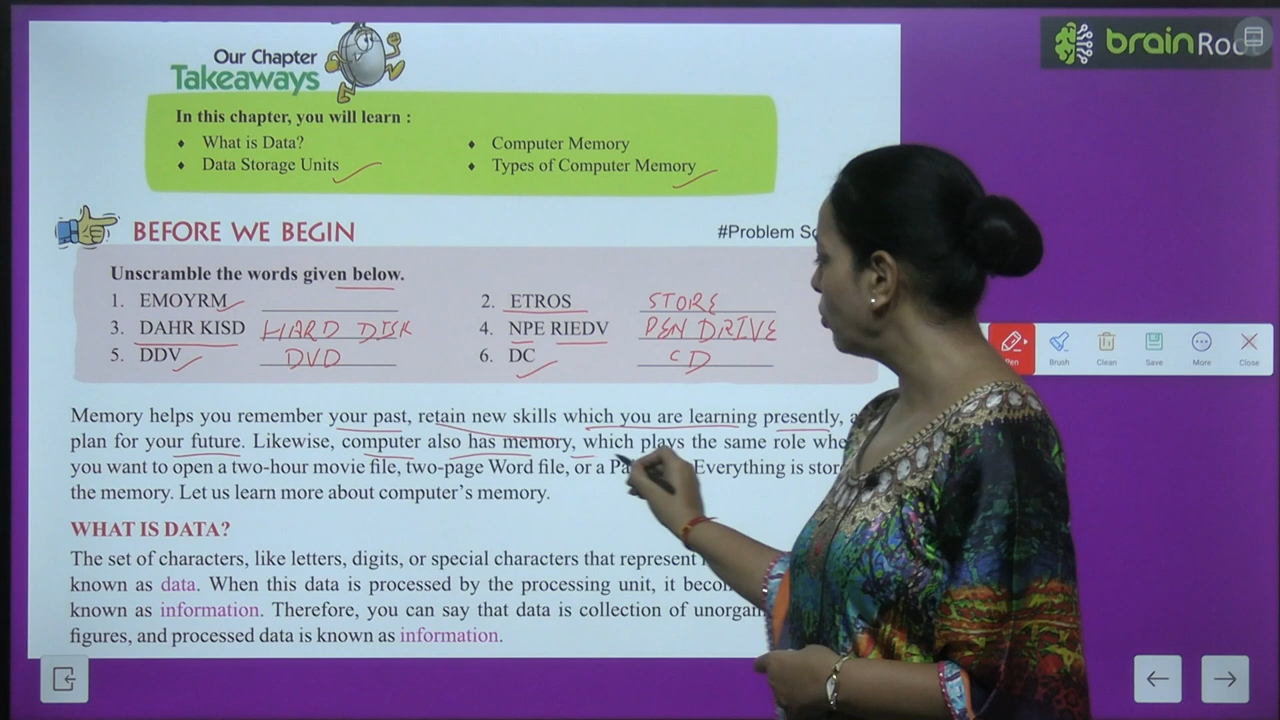 Our Chapter
Takeaways
brainRoot
In this chapter, you will learn :
♦ What is Data? ♦ Computer Memory
♦ Data Storage Units ♦ Types of Computer Memory
BEFORE WE BEGIN #Problem
Unscramble the words given below.
1. EMOYRM 2. ETROS STORE
3. DAHR KISD HARD DISK 4. NPE RIEDV PEN DRIVE
5. DDV DVD 6. DC CD
Pen Brush Clean Save More Close
Memory helps you remember your past, retain new skills which you are learning presently,
plan for your future. Likewise, computer also has memory, which plays the same role
you want to open a two-hour movie file, two-page Word file, or a Everything is
the memory. Let us learn more about computer's memory.
WHAT IS DATA?
The set of characters, like letters, digits, or special characters that represent
known as data. When this data is processed by the processing unit, it
known as information. Therefore, you can say that data is collection of
figures, and processed data is known as information.